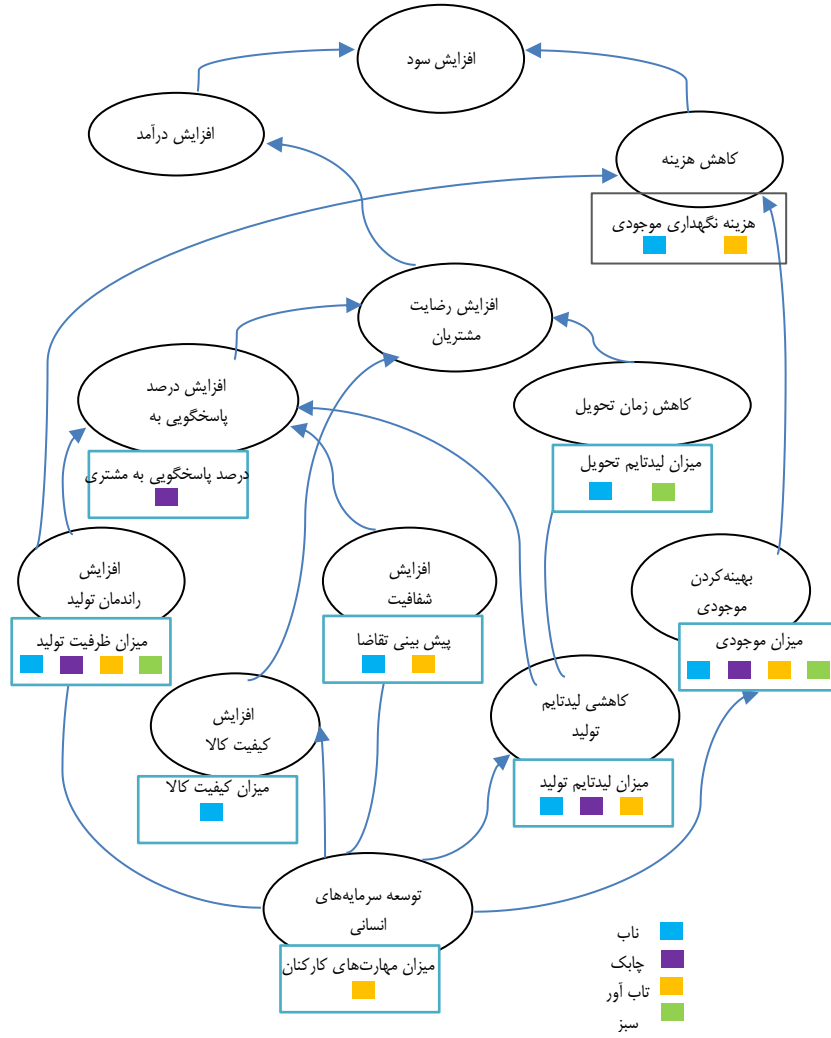 افزایش سود
افزایش درآمد
کاهش هزینه
هزینه نگهداری موجودی
افزایش رضایت
مشتریان
افزایش درصد
پاسخگویی به
کاهش زمان تحویل
درصد پاسخگویی به مشتری
میزان لیدتایم تحویل
افزایش
راندمان تولید
افزایش
شفافیت
بهینه‌کردن
موجودی
میزان ظرفیت تولید
پیش بینی تقاضا
میزان موجودی
افزایش
کیفیت کالا
کاهشی لیدتایم
تولید
میزان کیفیت کالا
میزان لیدتایم تولید
توسعه سرمایه‌های
انسانی
میزان مهارت‌های کارکنان
ناب
چابک
تاب آور
سبز